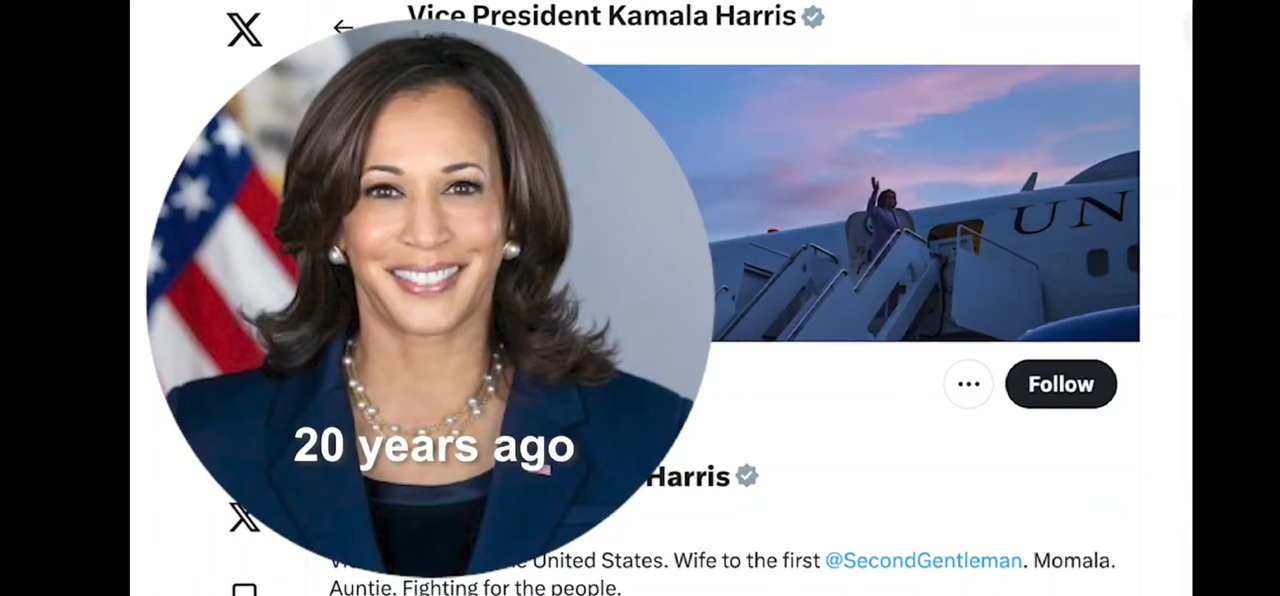 Vice President Kamala Harris
UN
Follow
20 years ago
Harris
United States. Wife to the first @SecondGentleman. Momala.
Auntie. Fighting for the people.